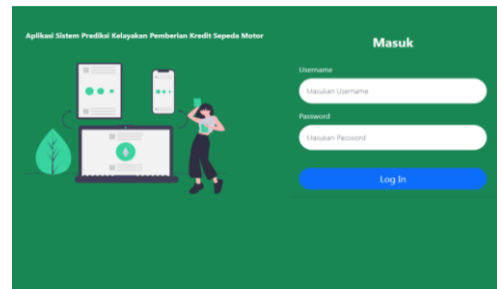 Aplikasi Sistem Prediksi Kelayakan Pemberian Kredit Sepeda Motor
Masuk
Username
Masukan Username
Password
Masukan Password
Log In